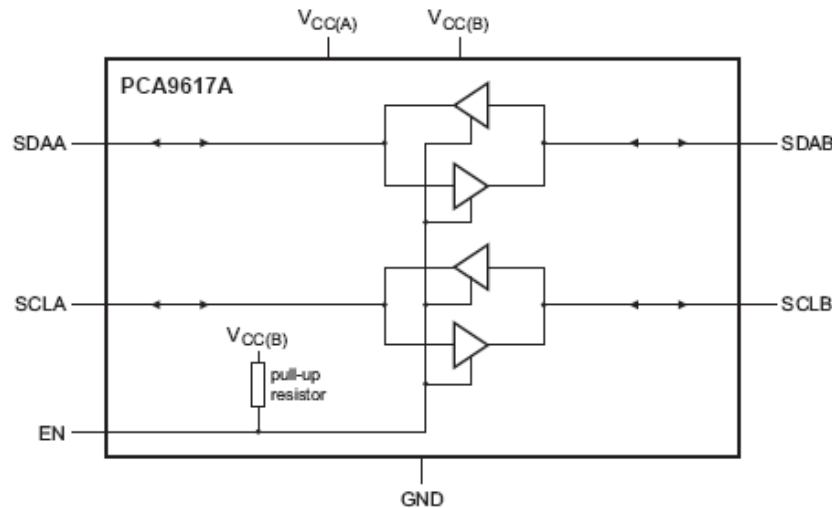 VCC(A)
VCC(B)
PCA9617A
SDAA
SDAB
SCLA
SCLB
VCC(B)
pull-up
resistor
EN
GND